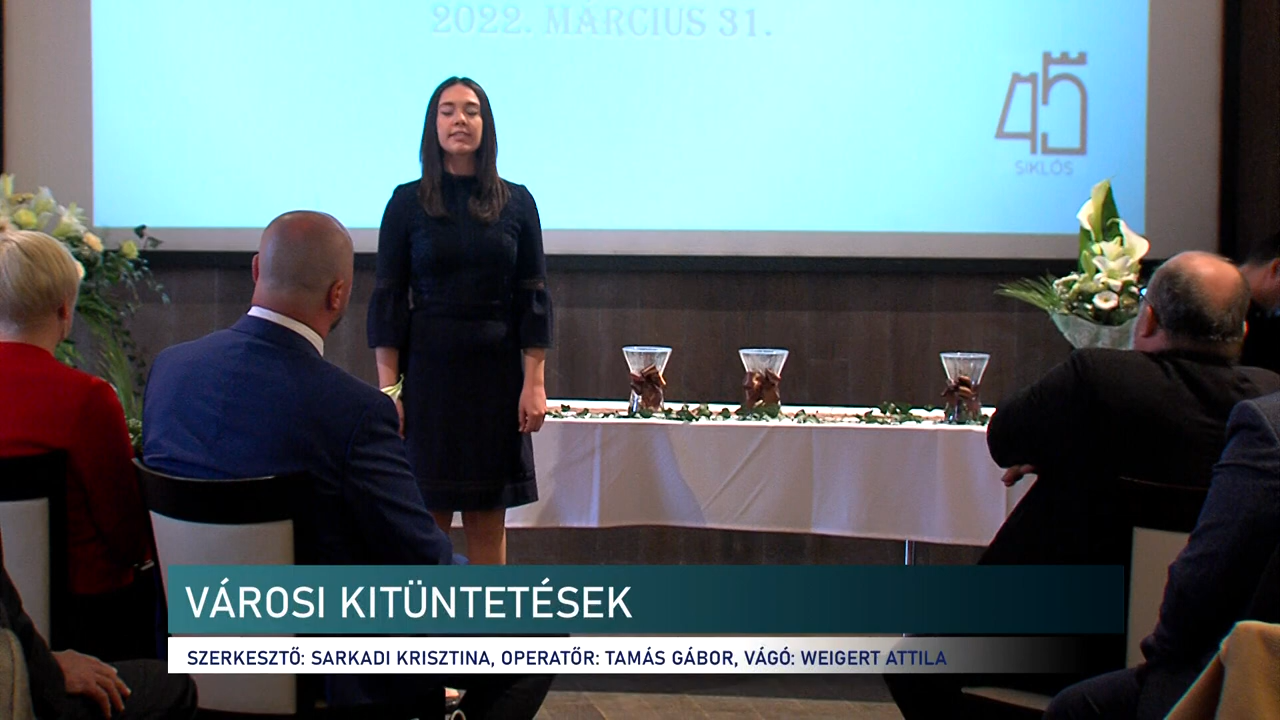 2022. MÁRCIUS 31.
45
SIKLÓS
VÁROSI KITÜNTETÉSEK
SZERKESZTŐ: SARKADI KRISZTINA, OPERATŐR: TAMÁS GÁBOR, VÁGÓ: WEIGERT ATTILA